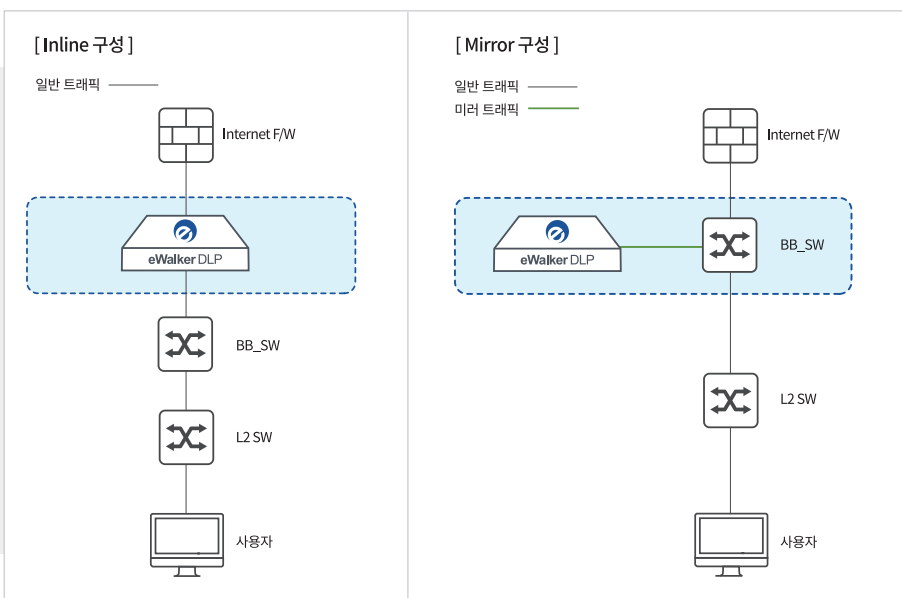 [ Inline 구성 ]
일반 트래픽
Internet F/W
eWalker DLP
BB_SW
L2 SW
사용자
[ Mirror 구성 ]
일반 트래픽
미러 트래픽
Internet F/W
eWalker DLP
BB_SW
L2 SW
사용자